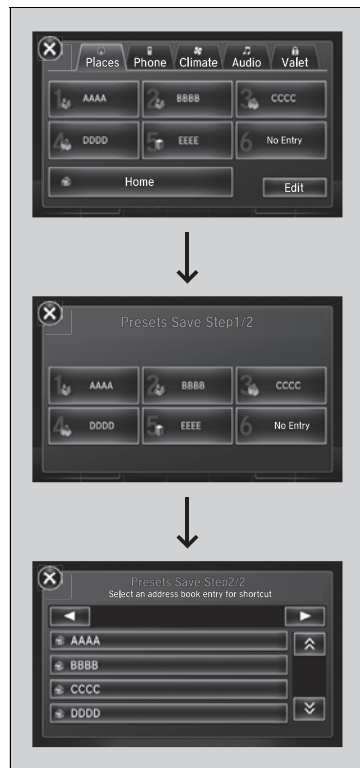 Places Phone Climate Audio Valet
1 AAAA 2 BBBB 3 CCCC
4 DDDD 5 EEEE 6 No Entry
Home
Edit
Presets Save Step1/2
1 AAAA 2 BBBB 3 CCCC
4 DDDD 5 EEEE 6 No Entry
Presets Save Step2/2
Select an address book entry for shortcut
AAAA
BBBB
CCCC
DDDD